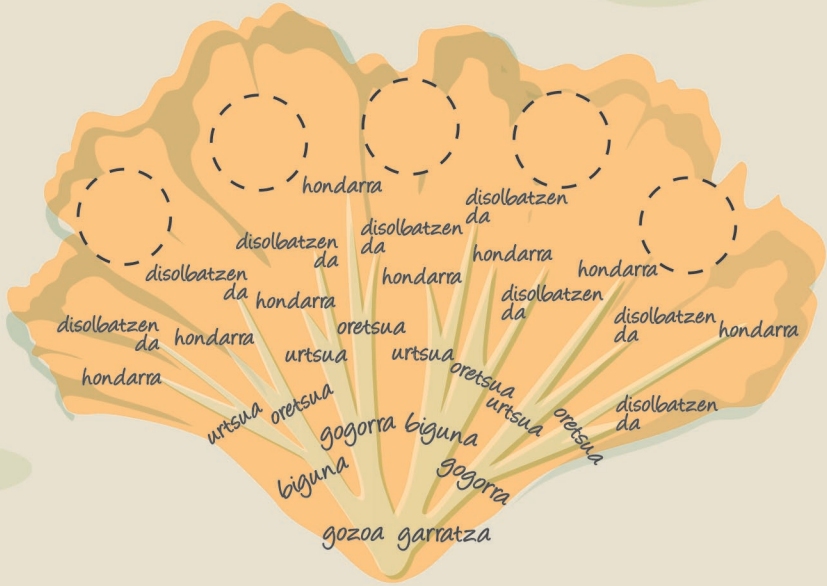 hondarra
disolbatzen
da
disolbatzen
da
disolbatzen
da
hondarra
hondarra
hondarra
disolbatzen
da
hondarra
disolbatzen
da
disolbatzen
da
hondarra
oretsua
disolbatzen
da
hondarra
urtsua
urtsua
hondarra
oretsua
oretsua
urtsua
disolbatzen
da
urtsua
oretsua
gogorra
biguna
biguna
gogorra
gozoa
garratza